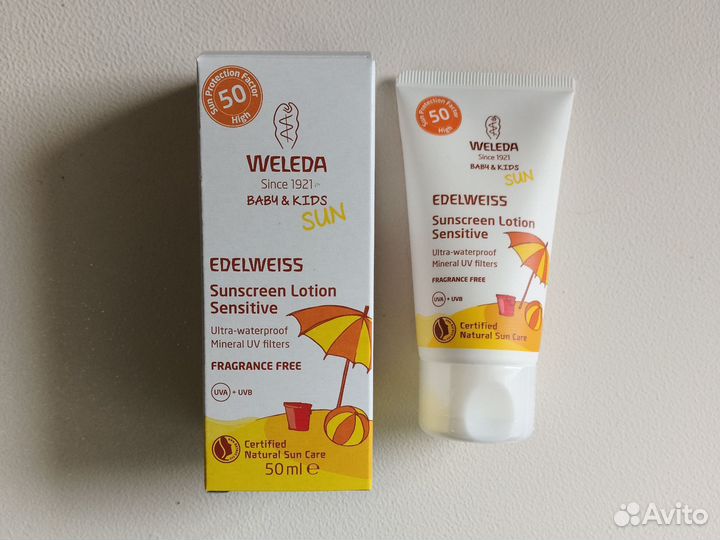 Sun Protection Factor
50
High
WELEDA
Since 1921
BABY & KIDS
SUN
EDELWEISS
Sunscreen Lotion
Sensitive
Ultra-waterproof
Mineral UV filters
FRAGRANCE FREE
UVA + UVB
Certified
Natural Sun Care
50 ml e
Sun Protection Factor
50
High
WELEDA
Since 1921
BABY & KIDS
SUN
EDELWEISS
Sunscreen Lotion
Sensitive
Ultra-waterproof
Mineral UV filters
FRAGRANCE FREE
UVA + UVB
Certified
Natural Sun Care
Avito